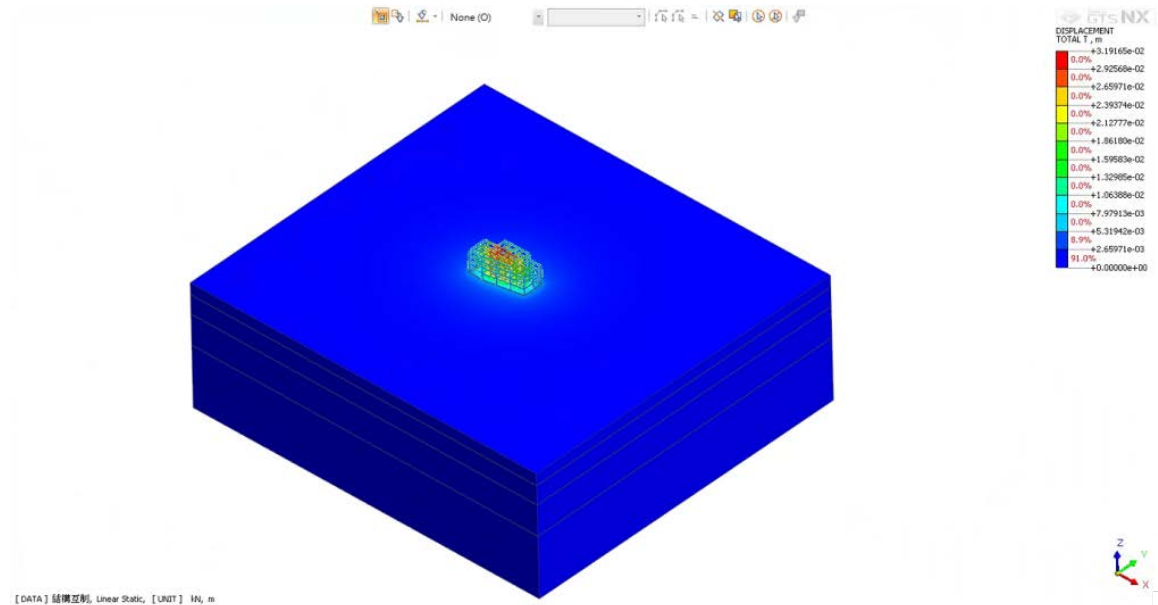 None (O)
GTS NX
DISPLACEMENT
TOTAL T , m
+3.19165e-02
0.0%
+2.92568e-02
0.0%
+2.65971e-02
0.0%
+2.39374e-02
0.0%
+2.12777e-02
0.0%
+1.86180e-02
0.0%
+1.59583e-02
0.0%
+1.32985e-02
0.0%
+1.06388e-02
0.0%
+7.97913e-03
0.0%
+5.31942e-03
8.9%
+2.65971e-03
91.0%
+0.00000e+00
Z
Y
X
[ DATA ] 結構互制, Linear Static, [ UNIT ] kN, m